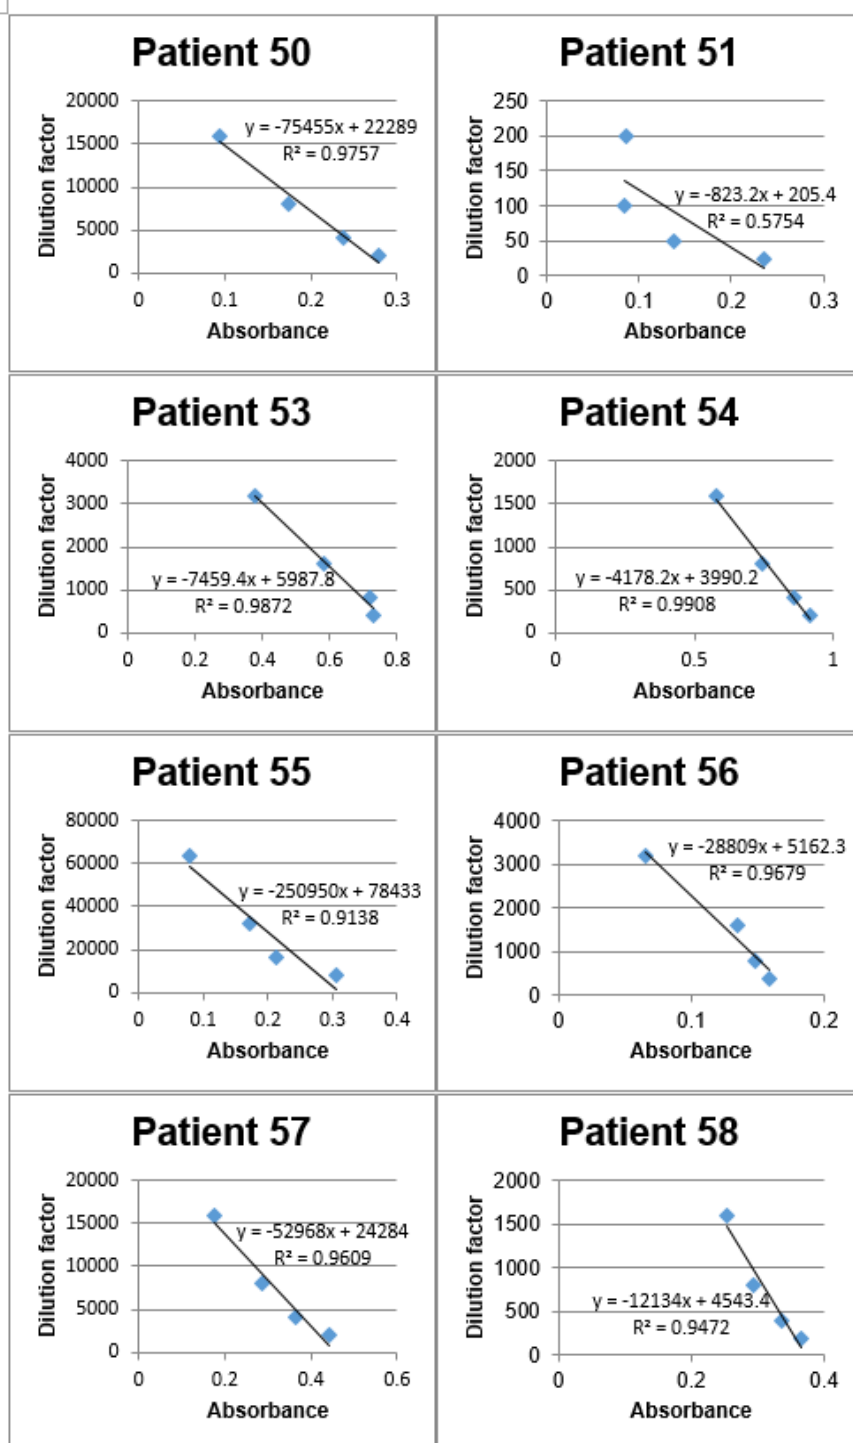 Patient 50
Dilution factor
20000
15000
10000
5000
0
y = -75455x + 22289
R² = 0.9757
0 0.1 0.2 0.3
Absorbance
Patient 51
Dilution factor
250
200
150
100
50
0
y = -823.2x + 205.4
R² = 0.5754
0 0.1 0.2 0.3
Absorbance
Patient 53
Dilution factor
4000
3000
2000
1000
0
y = -7459.4x + 5987.8
R² = 0.9872
0 0.2 0.4 0.6 0.8
Absorbance
Patient 54
Dilution factor
2000
1500
1000
500
0
y = -4178.2x + 3990.2
R² = 0.9908
0 0.5 1
Absorbance
Patient 55
Dilution factor
80000
60000
40000
20000
0
y = -250950x + 78433
R² = 0.9138
0 0.1 0.2 0.3 0.4
Absorbance
Patient 56
Dilution factor
4000
3000
2000
1000
0
y = -28809x + 5162.3
R² = 0.9679
0 0.1 0.2
Absorbance
Patient 57
Dilution factor
20000
15000
10000
5000
0
y = -52968x + 24284
R² = 0.9609
0 0.2 0.4 0.6
Absorbance
Patient 58
Dilution factor
2000
1500
1000
500
0
y = -12134x + 4543.4
R² = 0.9472
0 0.2 0.4
Absorbance